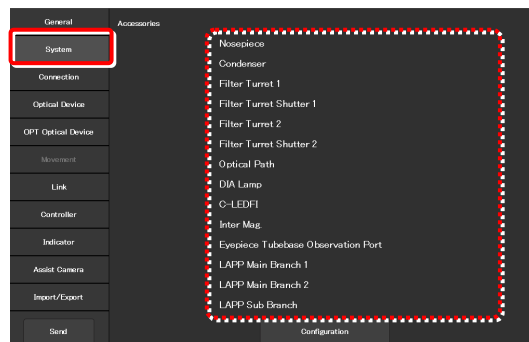 General
System
Connection
Optical Device
OPT Optical Device
Movement
Link
Controller
Indicator
Assist Camera
Import/Export
Send
Accessories
Nosepiece
Condenser
Filter Turret 1
Filter Turret Shutter 1
Filter Turret 2
Filter Turret Shutter 2
Optical Path
DIA Lamp
C-LEDFI
Inter Mag.
Eyepiece Tubebase Observation Port
LAPP Main Branch 1
LAPP Main Branch 2
LAPP Sub Branch
Configuration